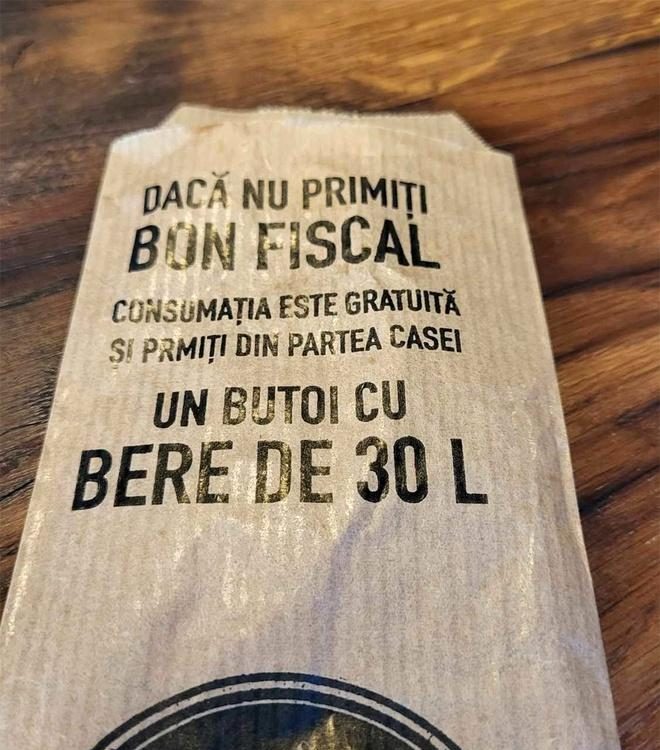 DACĂ NU PRIMIȚI
BON FISCAL
CONSUMAȚIA ESTE GRATUITĂ
ȘI PRMIȚI DIN PARTEA CASEI
UN BUTOI CU
BERE DE 30 L